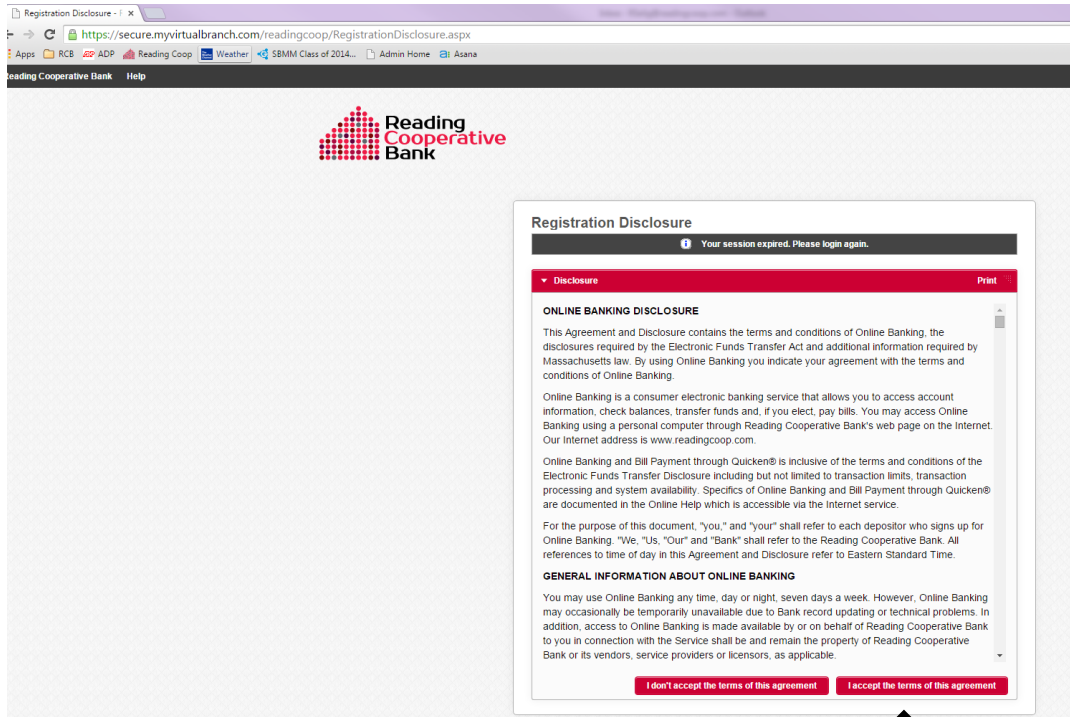 Registration Disclosure - 
https://secure.myvirtualbranch.com/readingcoop/RegistrationDisclosure.aspx
Apps RCB ADP Reading Coop Weather SBMM Class of 2014... Admin Home Asana
Reading Cooperative Bank Help
Reading
Cooperative
Bank
Registration Disclosure
Your session expired. Please login again.
Disclosure Print
ONLINE BANKING DISCLOSURE
This Agreement and Disclosure contains the terms and conditions of Online Banking, the
disclosures required by the Electronic Funds Transfer Act and additional information required by
Massachusetts law. By using Online Banking you indicate your agreement with the terms and
conditions of Online Banking.
Online Banking is a consumer electronic banking service that allows you to access account
information, check balances, transfer funds and, if you elect, pay bills. You may access Online
Banking using a personal computer through Reading Cooperative Bank's web page on the Internet.
Our Internet address is www.readingcoop.com.
Online Banking and Bill Payment through Quicken® is inclusive of the terms and conditions of the
Electronic Funds Transfer Disclosure including but not limited to transaction limits, transaction
processing and system availability. Specifics of Online Banking and Bill Payment through Quicken®
are documented in the Online Help which is accessible via the Internet service.
For the purpose of this document, "you," and "your" shall refer to each depositor who signs up for
Online Banking. "We, "Us, "Our" and "Bank" shall refer to the Reading Cooperative Bank. All
references to time of day in this Agreement and Disclosure refer to Eastern Standard Time.
GENERAL INFORMATION ABOUT ONLINE BANKING
You may use Online Banking any time, day or night, seven days a week. However, Online Banking
may occasionally be temporarily unavailable due to Bank record updating or technical problems. In
addition, access to Online Banking is made available by or on behalf of Reading Cooperative Bank
to you in connection with the Service shall be and remain the property of Reading Cooperative
Bank or its vendors, service providers or licensors, as applicable.
I don't accept the terms of this agreement I accept the terms of this agreement